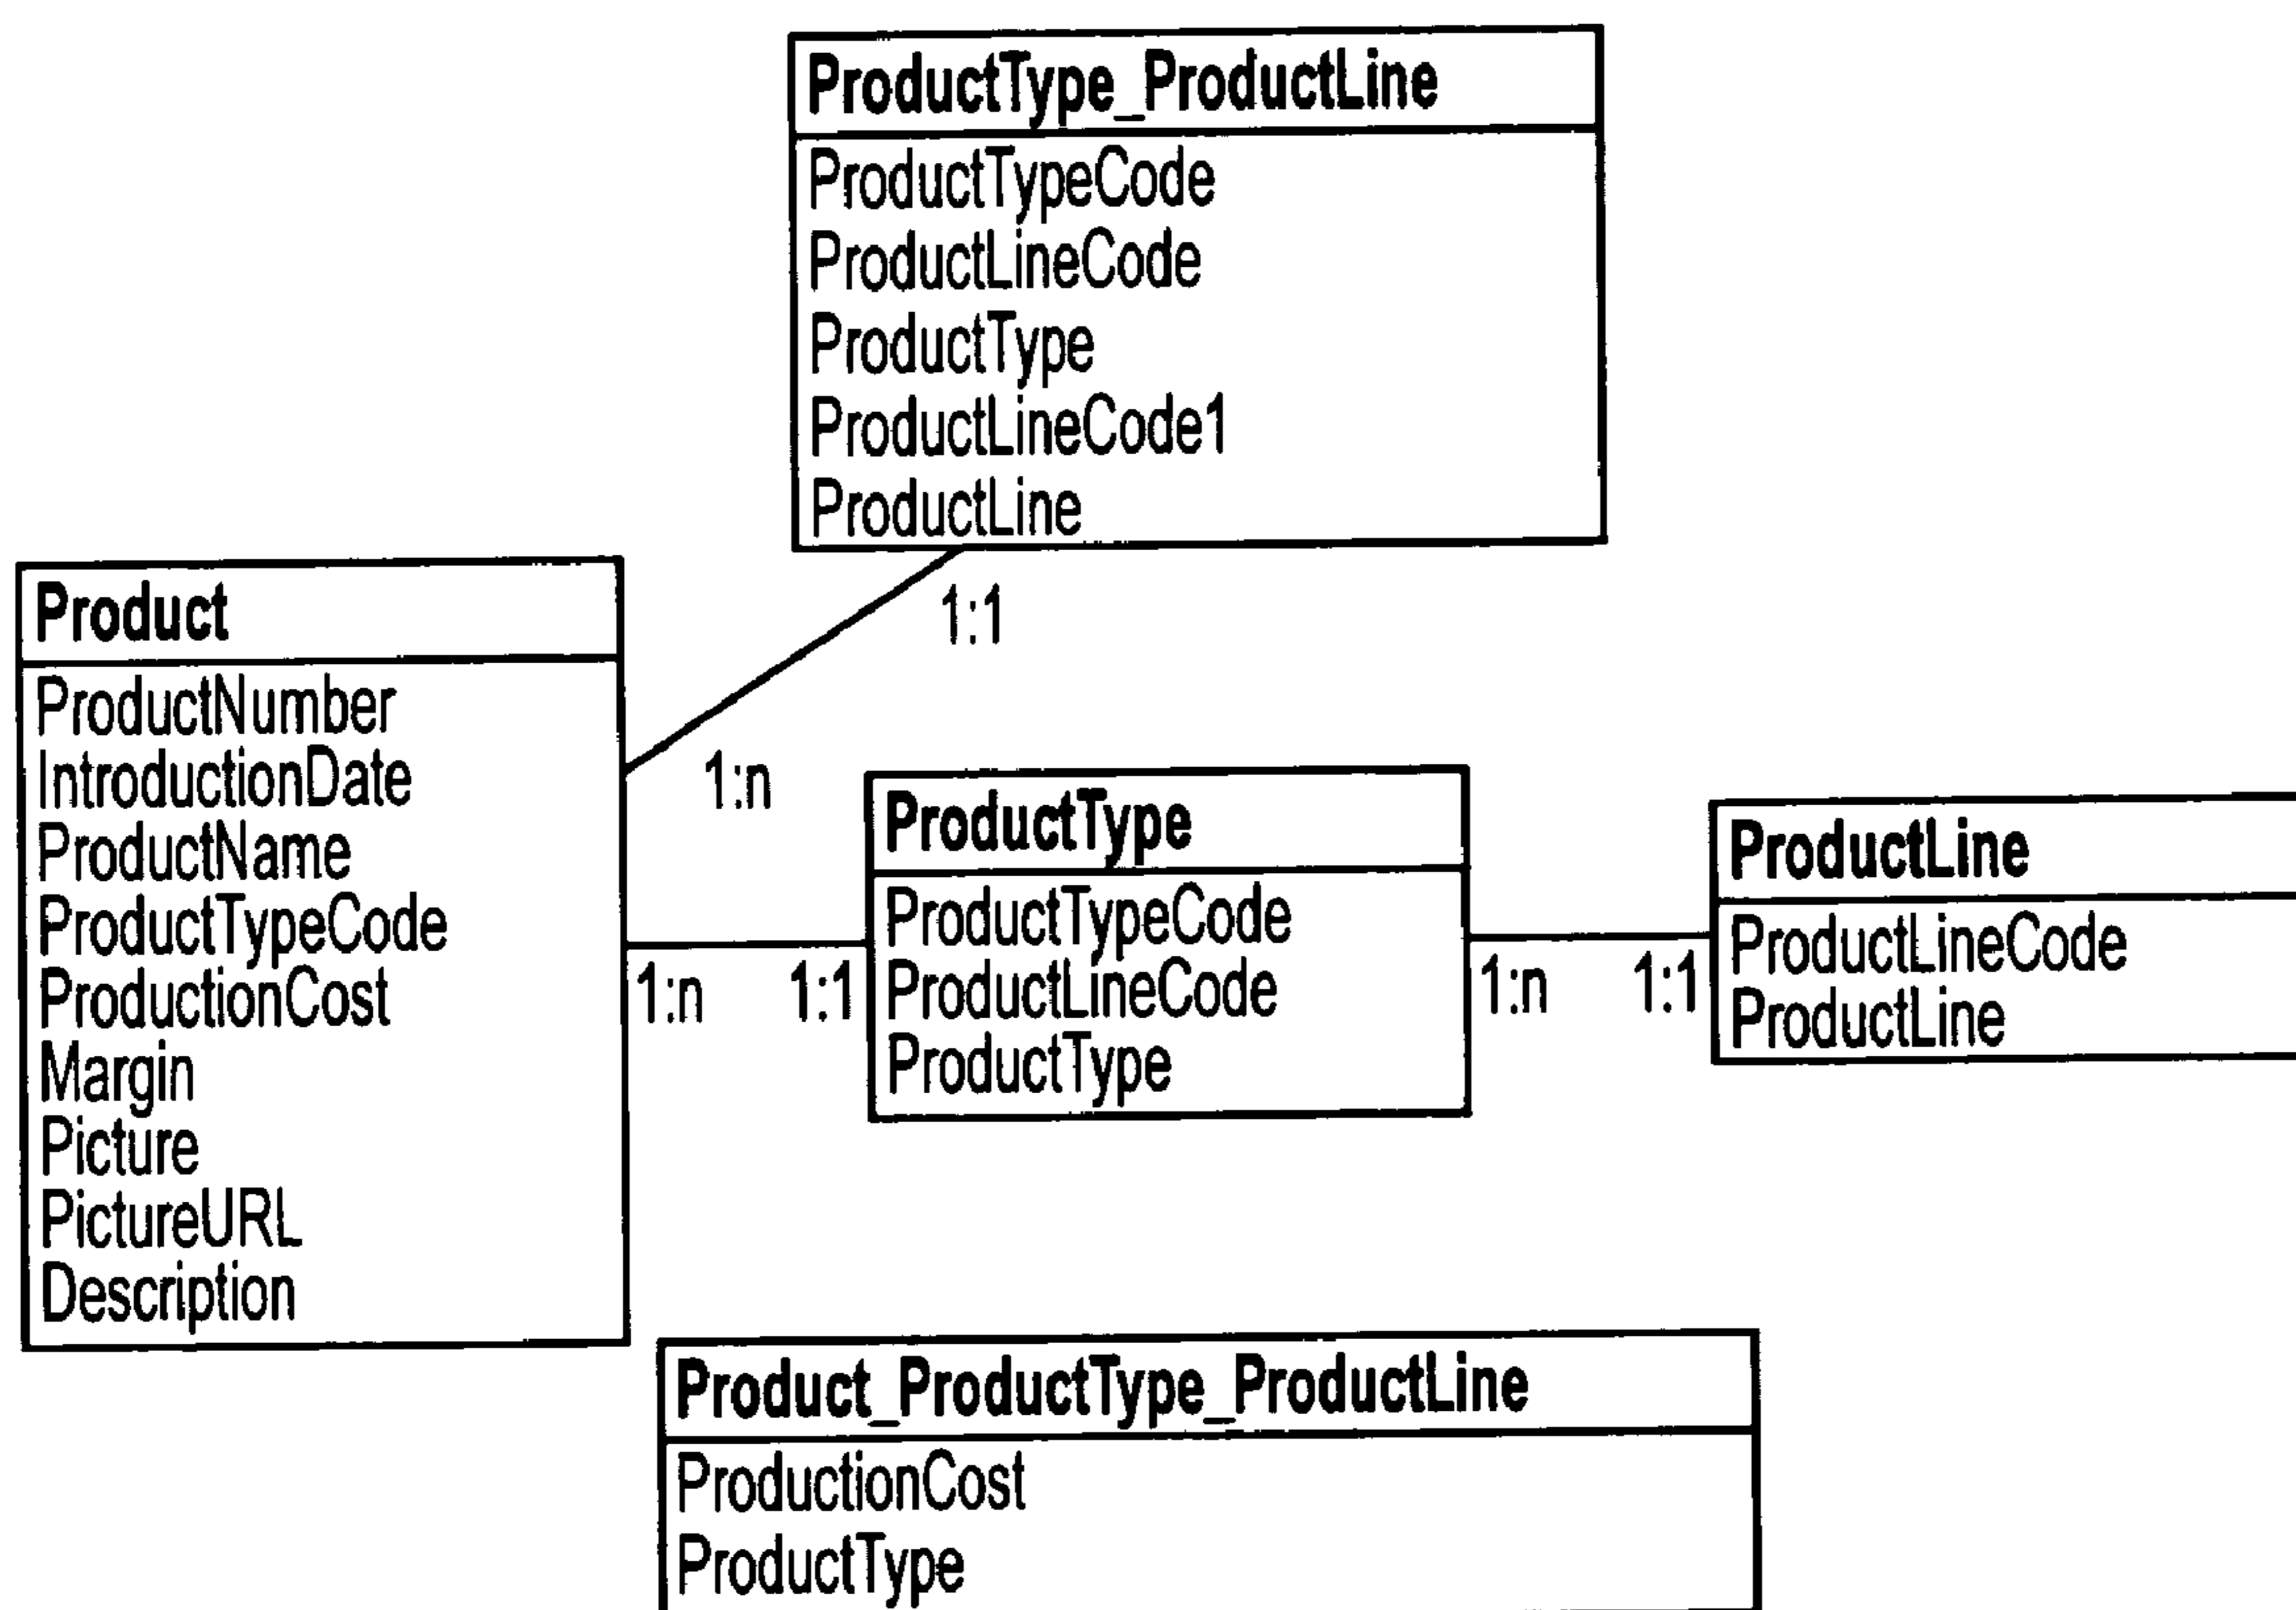 ProductType_ProductLine
ProductTypeCode
ProductLineCode
ProductType
ProductLineCode1
ProductLine
1:1
1:n
Product
ProductNumber
IntroductionDate
ProductName
ProductTypeCode
ProductionCost
Margin
Picture
PictureURL
Description
1:n 1:1
ProductType
ProductTypeCode
ProductLineCode
ProductType
1:n 1:1
ProductLine
ProductLineCode
ProductLine
Product_ProductType_ProductLine
ProductionCost
ProductType